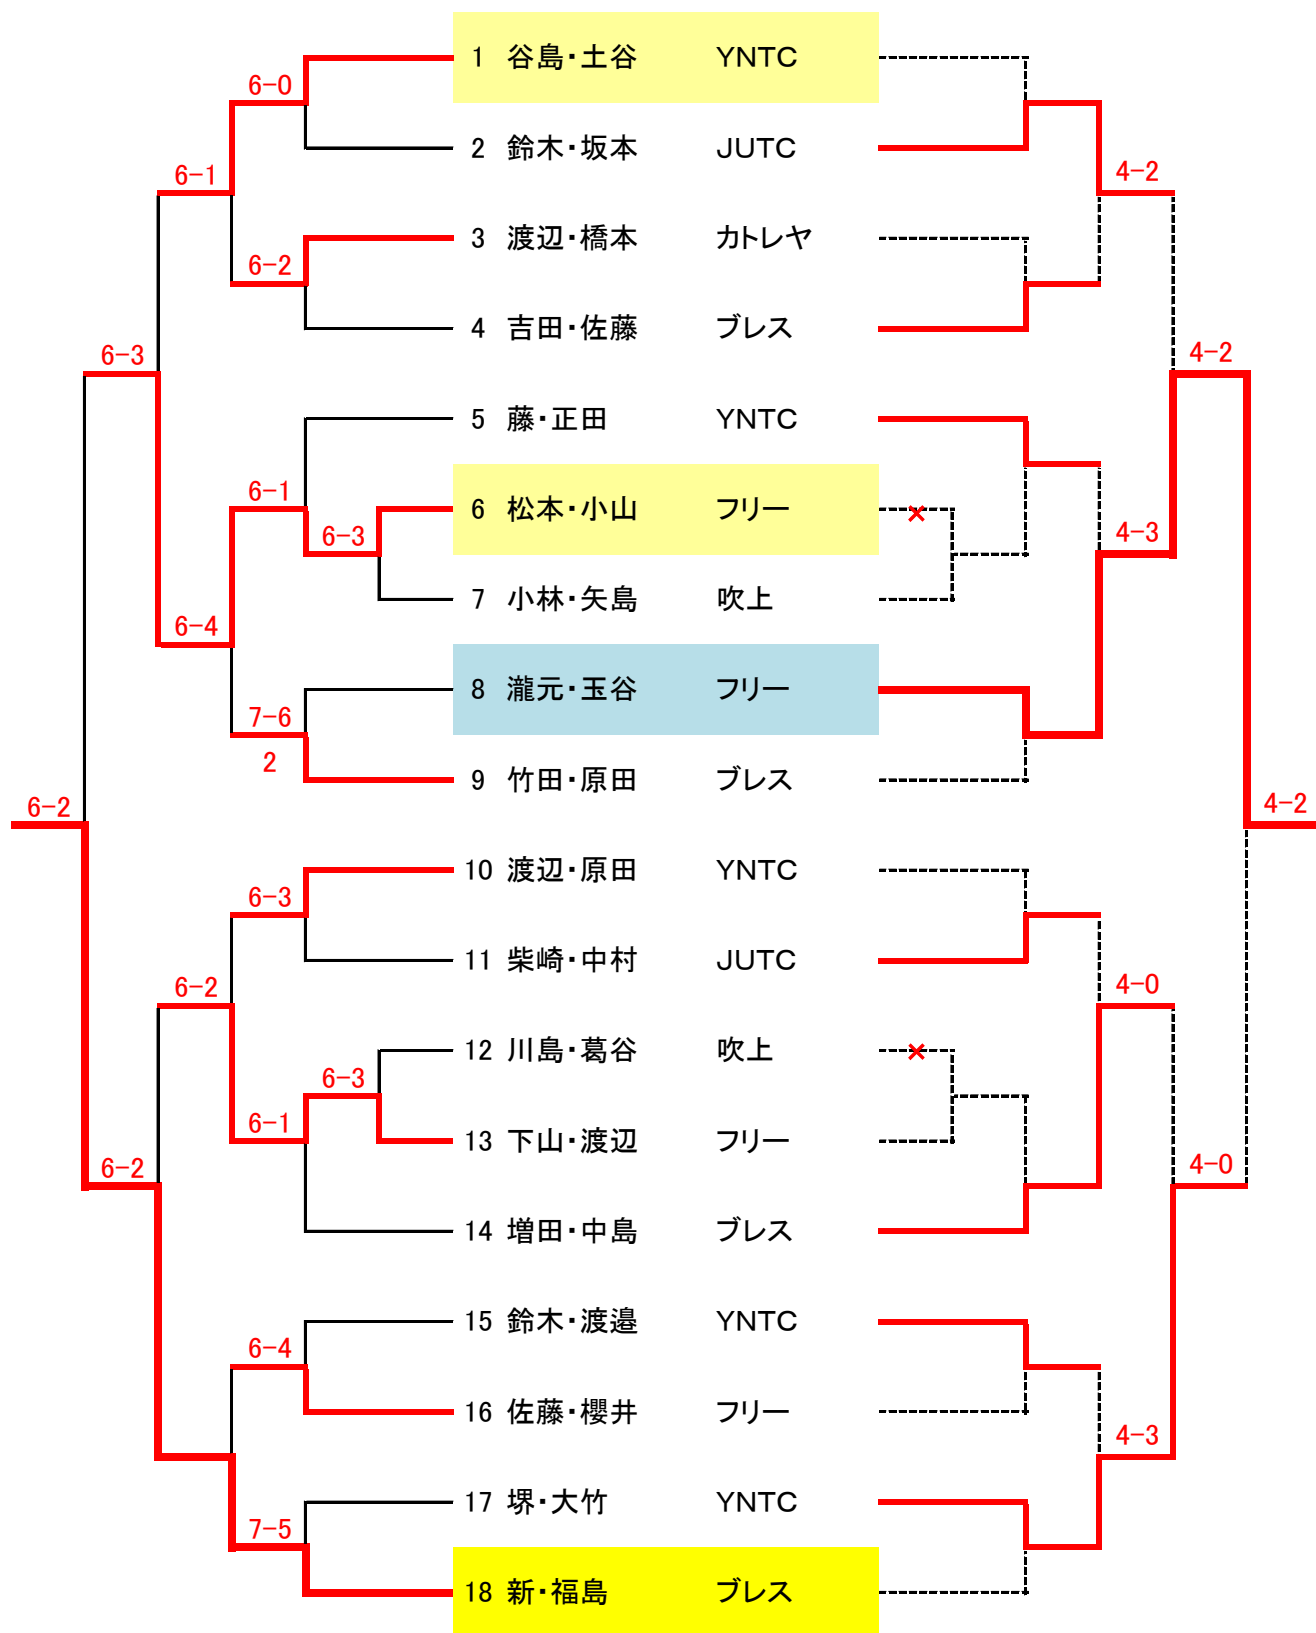 1 谷島・土谷 YNTC
6-0
2 鈴木・坂本 JUTC
6-1 4-2
3 渡辺・橋本 カトレヤ
6-2
4 吉田・佐藤 ブレス
6-3 4-2
5 藤・正田 YNTC
6-1
6 松本・小山 フリー ×
6-3 4-3
7 小林・矢島 吹上
6-4
8 瀧元・玉谷 フリー
7-6
2
9 竹田・原田 ブレス
6-2 4-2
10 渡辺・原田 YNTC
6-3
11 柴崎・中村 JUTC
6-2 4-0
12 川島・葛谷 吹上 ×
6-3
6-1
13 下山・渡辺 フリー
6-2 4-0
14 増田・中島 ブレス
15 鈴木・渡邉 YNTC
6-4
16 佐藤・櫻井 フリー
4-3
17 堺・大竹 YNTC
7-5
18 新・福島 ブレス